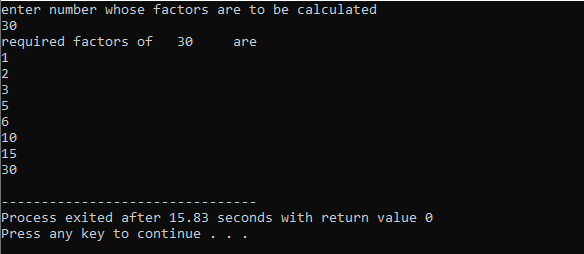 enter number whose factors are to be calculated
30
required factors of   30     are
1
2
3
5
6
10
15
30
--------------------------------
Process exited after 15.83 seconds with return value 0
Press any key to continue . . .